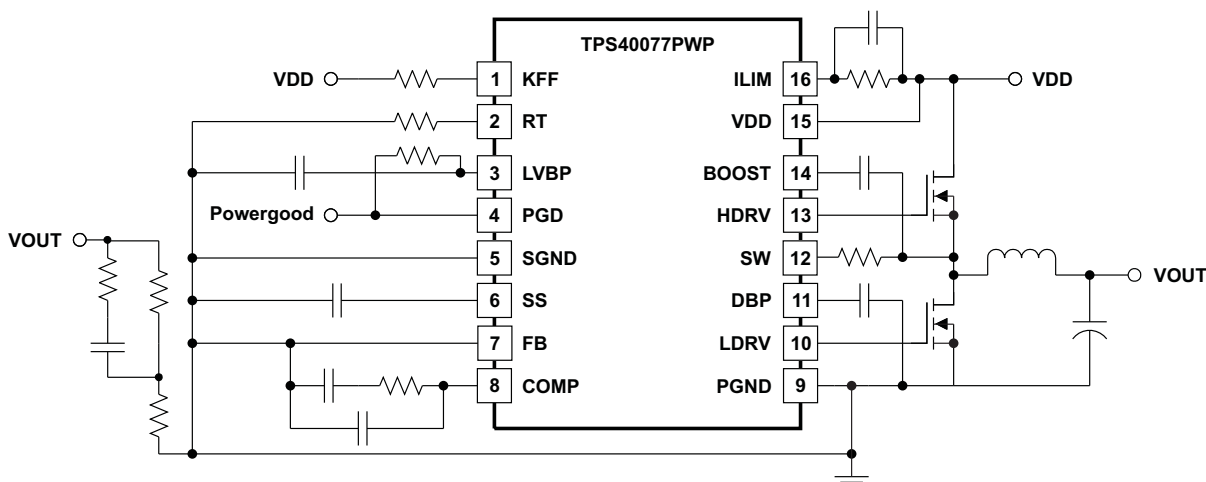 TPS40077PWP
VDD 1 KFF ILIM 16 VDD
2 RT VDD 15
3 LVBP BOOST 14
Powergood 4 PGD HDRV 13
VOUT 5 SGND SW 12
6 SS DBP 11 VOUT
7 FB LDRV 10
8 COMP PGND 9